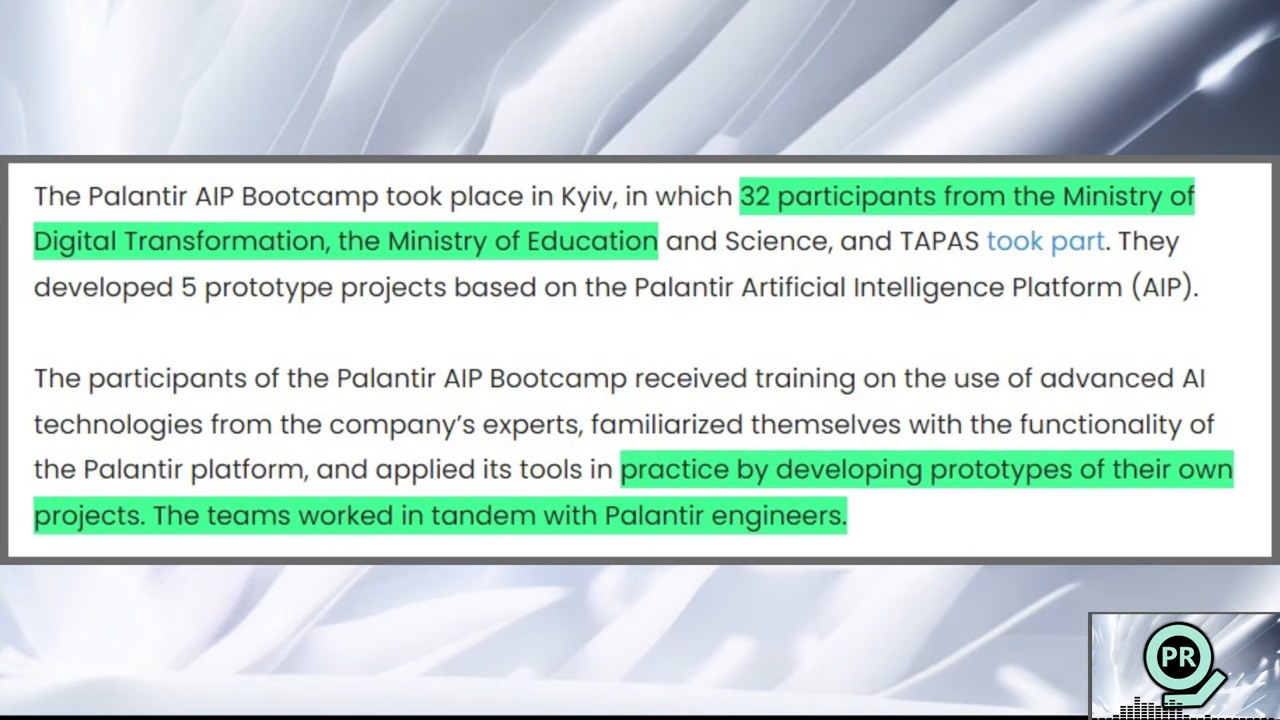 The Palantir AIP Bootcamp took place in Kyiv, in which 32 participants from the Ministry of
Digital Transformation, the Ministry of Education and Science, and TAPAS took part. They
developed 5 prototype projects based on the Palantir Artificial Intelligence Platform (AIP).
The participants of the Palantir AIP Bootcamp received training on the use of advanced AI
technologies from the company’s experts, familiarized themselves with the functionality of
the Palantir platform, and applied its tools in practice by developing prototypes of their own
projects. The teams worked in tandem with Palantir engineers.
PR